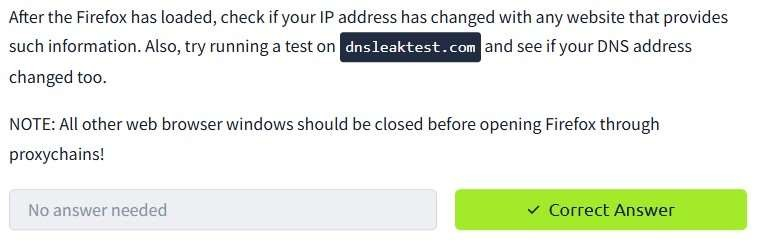 After the Firefox has loaded, check if your IP address has changed with any website that provides
such information. Also, try running a test on dnsleaktest.com and see if your DNS address
changed too.
NOTE: All other web browser windows should be closed before opening Firefox through
proxychains!
No answer needed
✓ Correct Answer